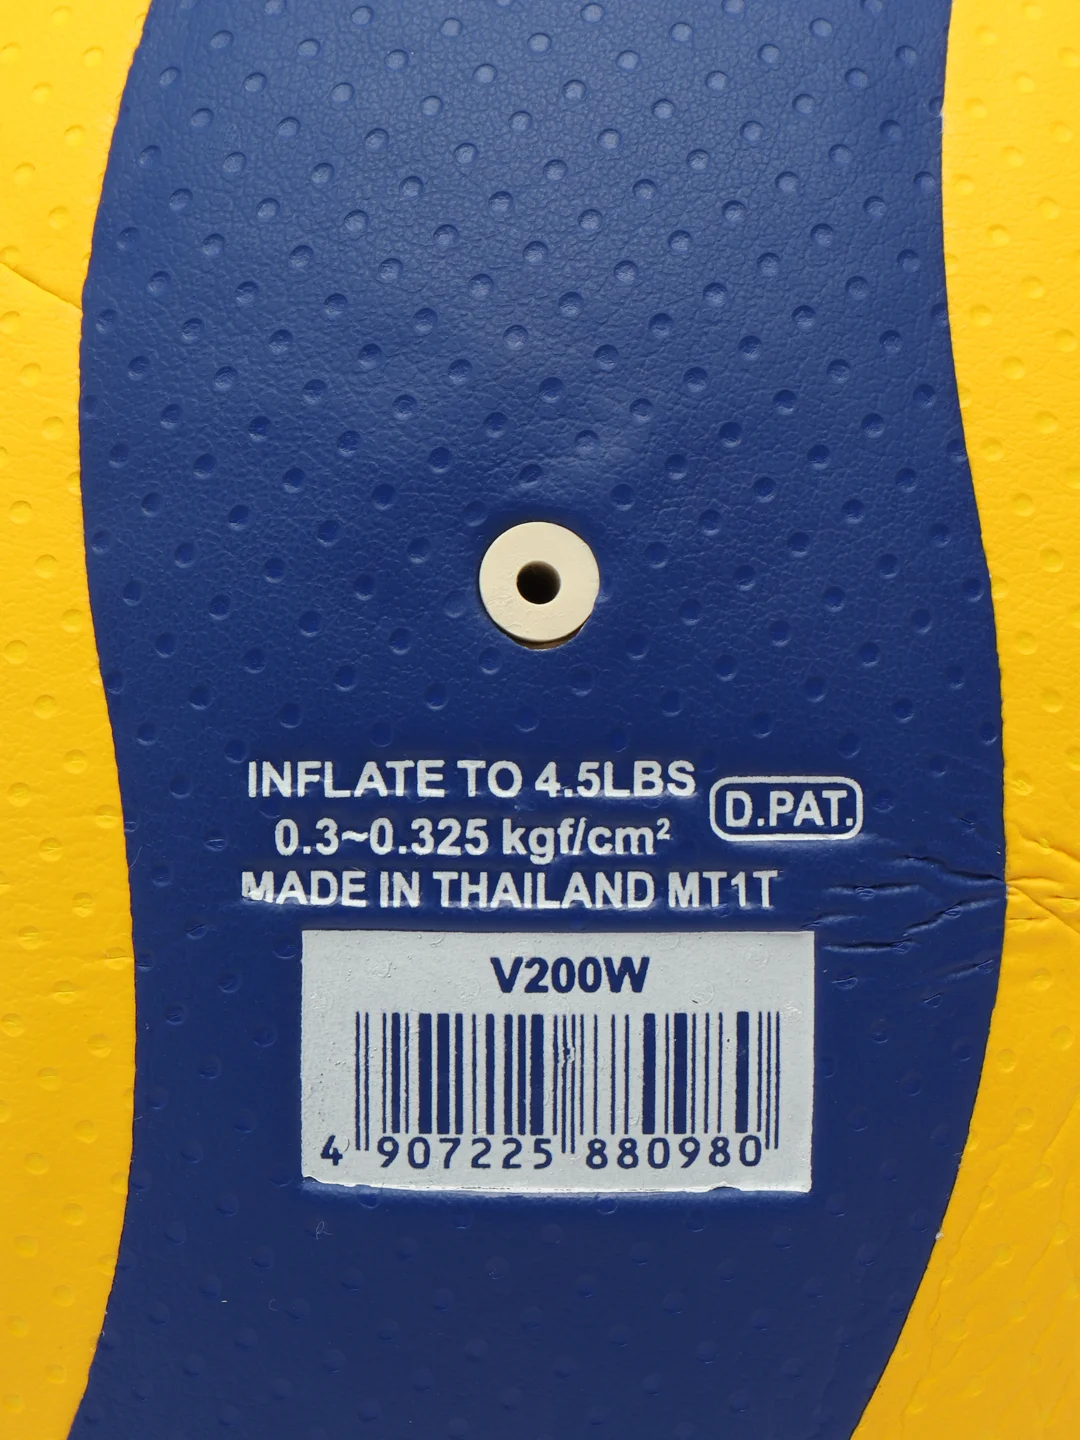 INFLATE TO 4.5LBS
0.3~0.325 kgf/cm²
D.PAT.
MADE IN THAILAND MT1T
V200W
4 907225 880980